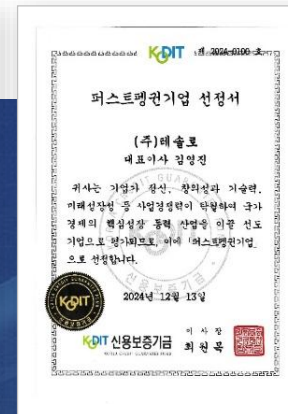 KODIT 제 2024-0100 호
퍼스트펭귄기업 선정서
(주)테솔로
대표이사 김영진
귀사는 기업가 정신, 창의성과 기술력,
미래성장성 등 사업경쟁력이 탁월하여 국가
경제의 핵심성장 동력 산업을 이끌 선도
기업으로 평가되므로, 이에 「퍼스트펭귄기업」
으로 선정합니다.
2024년 12월 13일
KODIT
KODIT 신용보증기금
이 사 장
최 원 목